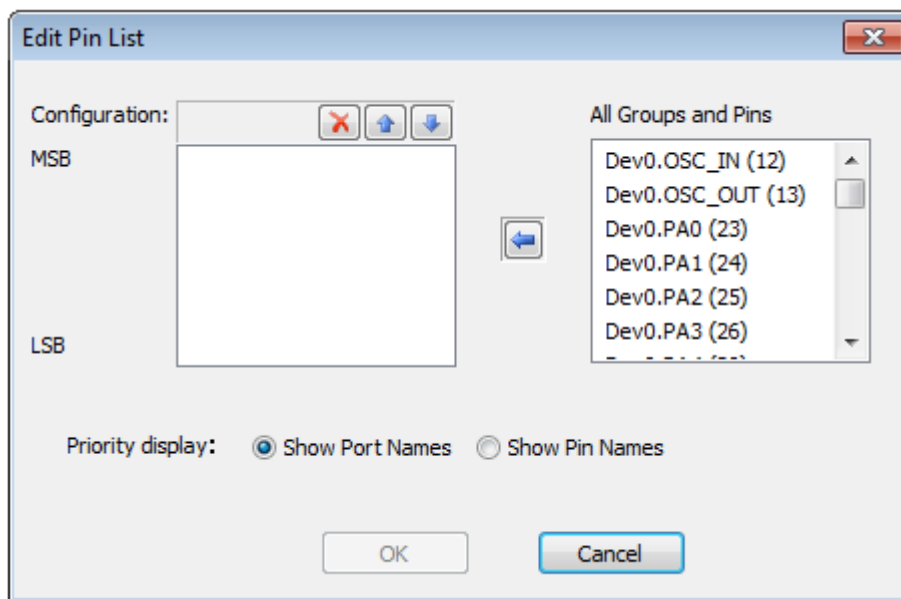 Edit Pin List
Configuration:
All Groups and Pins
MSB
Dev0.OSC_IN (12)
Dev0.OSC_OUT (13)
Dev0.PA0 (23)
Dev0.PA1 (24)
Dev0.PA2 (25)
Dev0.PA3 (26)
LSB
Priority display: Show Port Names Show Pin Names
OK Cancel